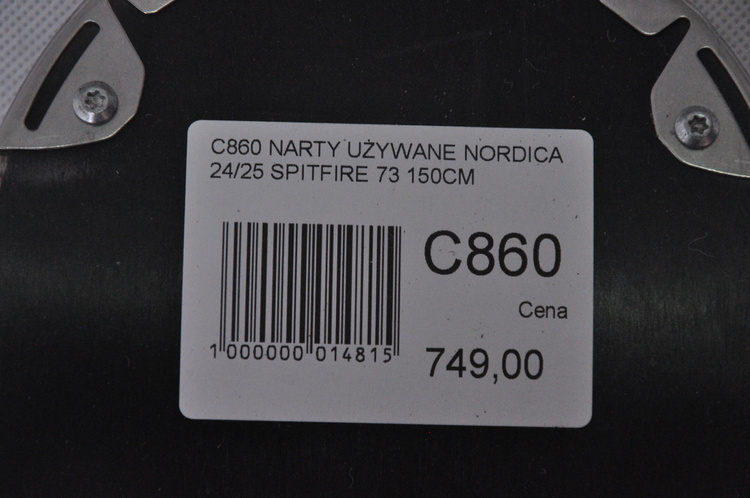 C860 NARTY UŻYWANE NORDICA
24/25 SPITFIRE 73 150CM
C860
Cena
1 000000 014815
749,00